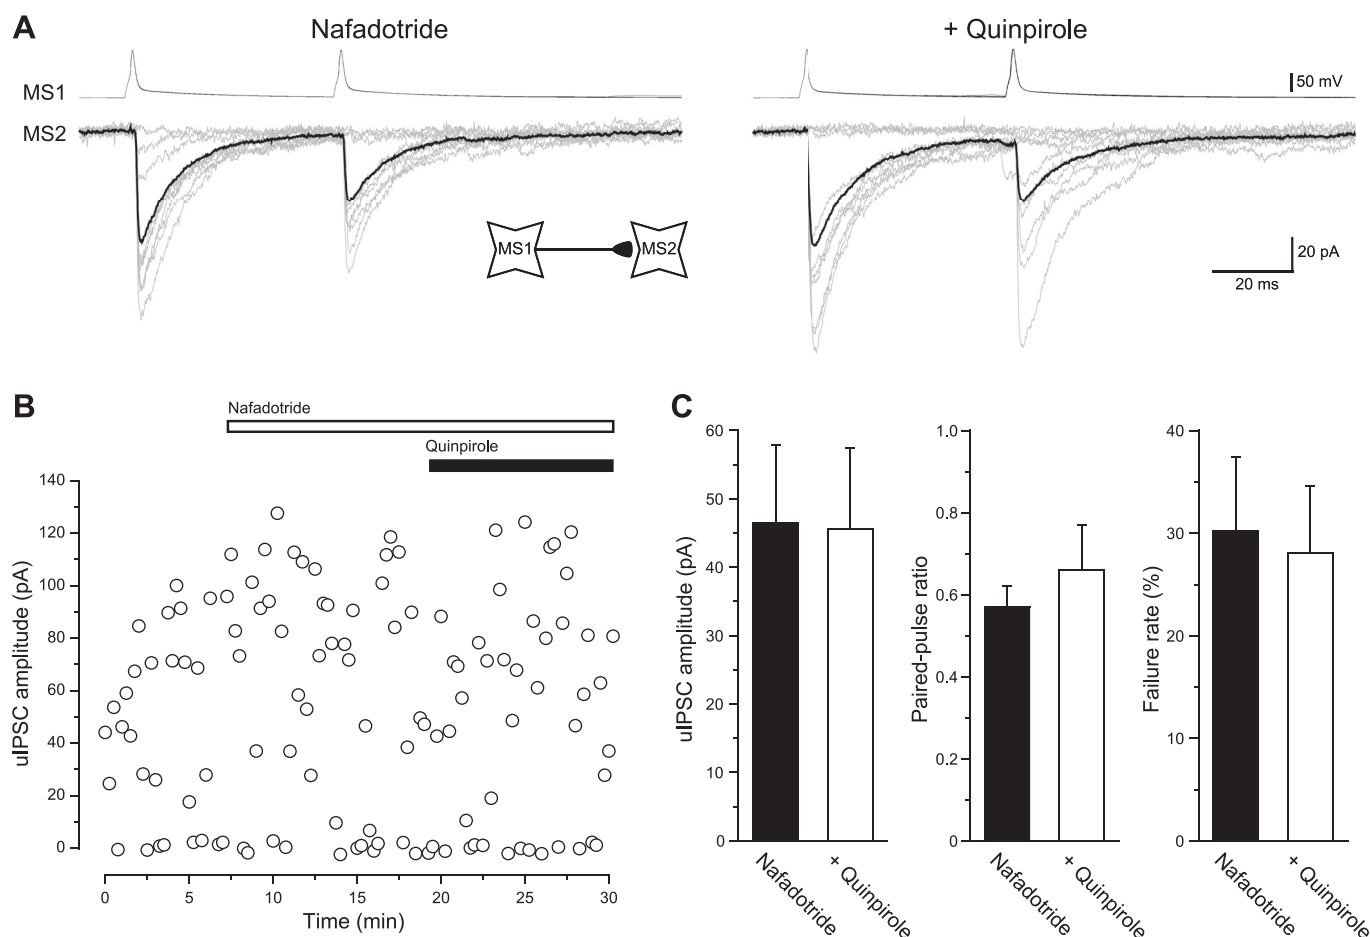 A
Nafadotride
+ Quinpirole
MS1
50 mV
MS2
MS1
MS2
20 pA
20 ms
B
Nafadotride
Quinpirole
140
120
100
80
60
40
20
0
uIPSC amplitude (pA)
0
5
10
15
20
25
30
Time (min)
C
60
50
40
30
20
10
0
uIPSC amplitude (pA)
Nafadotride
+ Quinpirole
1.0
0.8
0.6
0.4
0.2
0
Paired-pulse ratio
Nafadotride
+ Quinpirole
40
30
20
10
0
Failure rate (%)
Nafadotride
+ Quinpirole